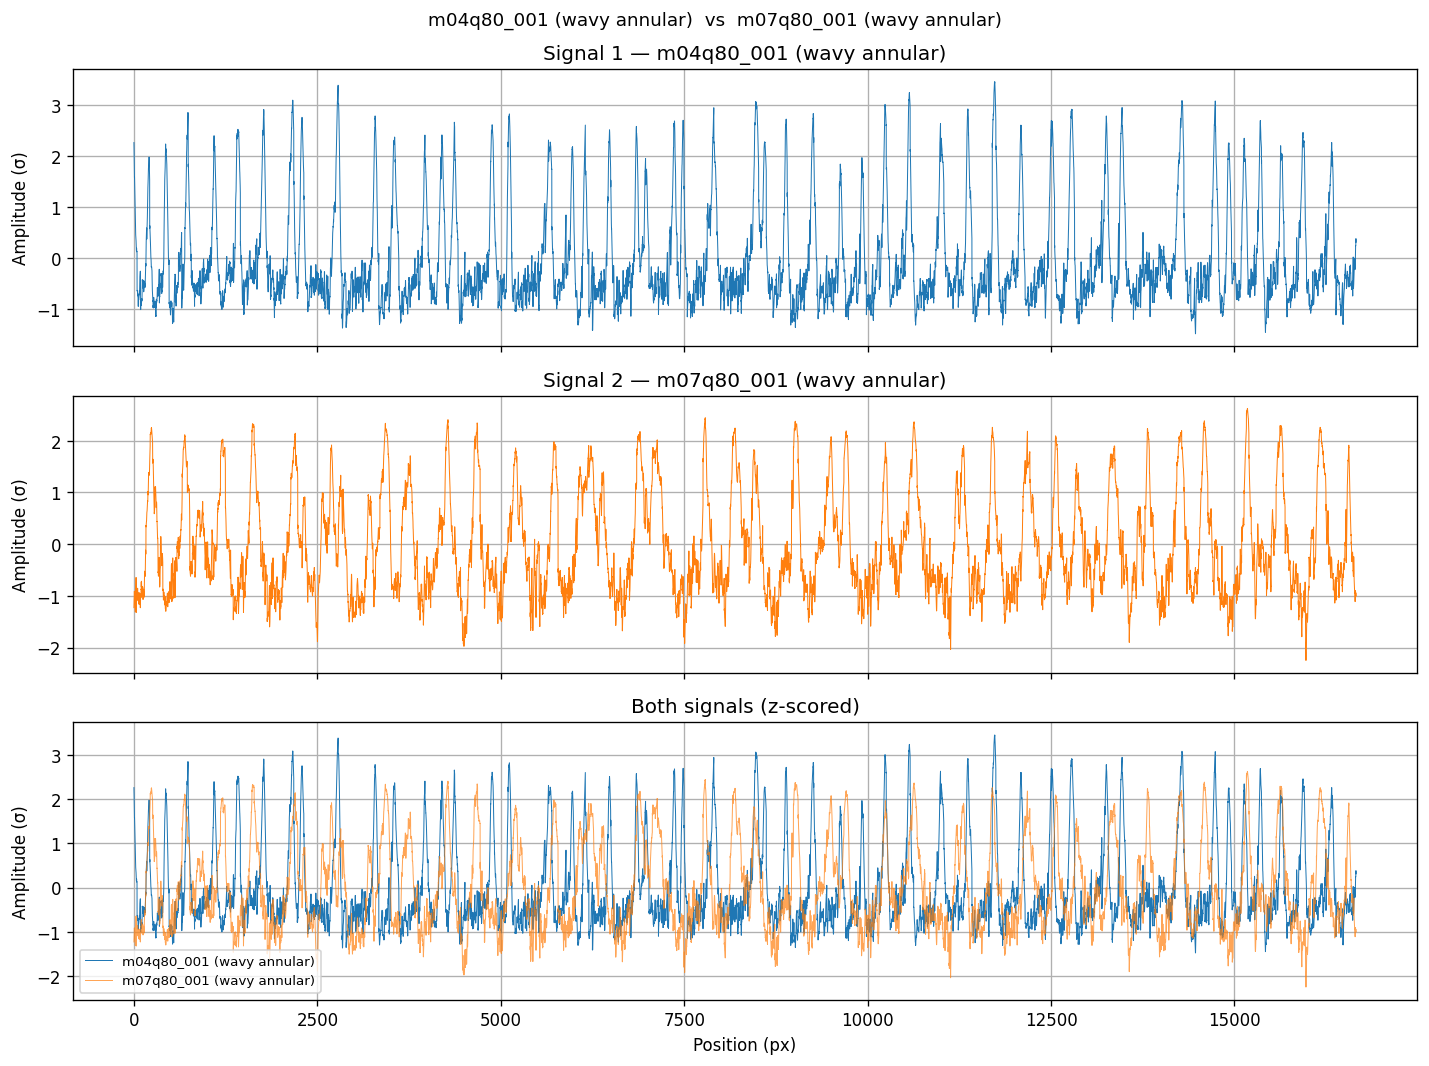 m04q80_001 (wavy annular)  vs  m07q80_001 (wavy annular)
Signal 1 — m04q80_001 (wavy annular)
3
2
1
0
−1
Amplitude (σ)
Signal 2 — m07q80_001 (wavy annular)
2
1
0
−1
−2
Amplitude (σ)
Both signals (z-scored)
3
2
1
0
−1
−2
Amplitude (σ)
m04q80_001 (wavy annular)
m07q80_001 (wavy annular)
0 2500 5000 7500 10000 12500 15000
Position (px)